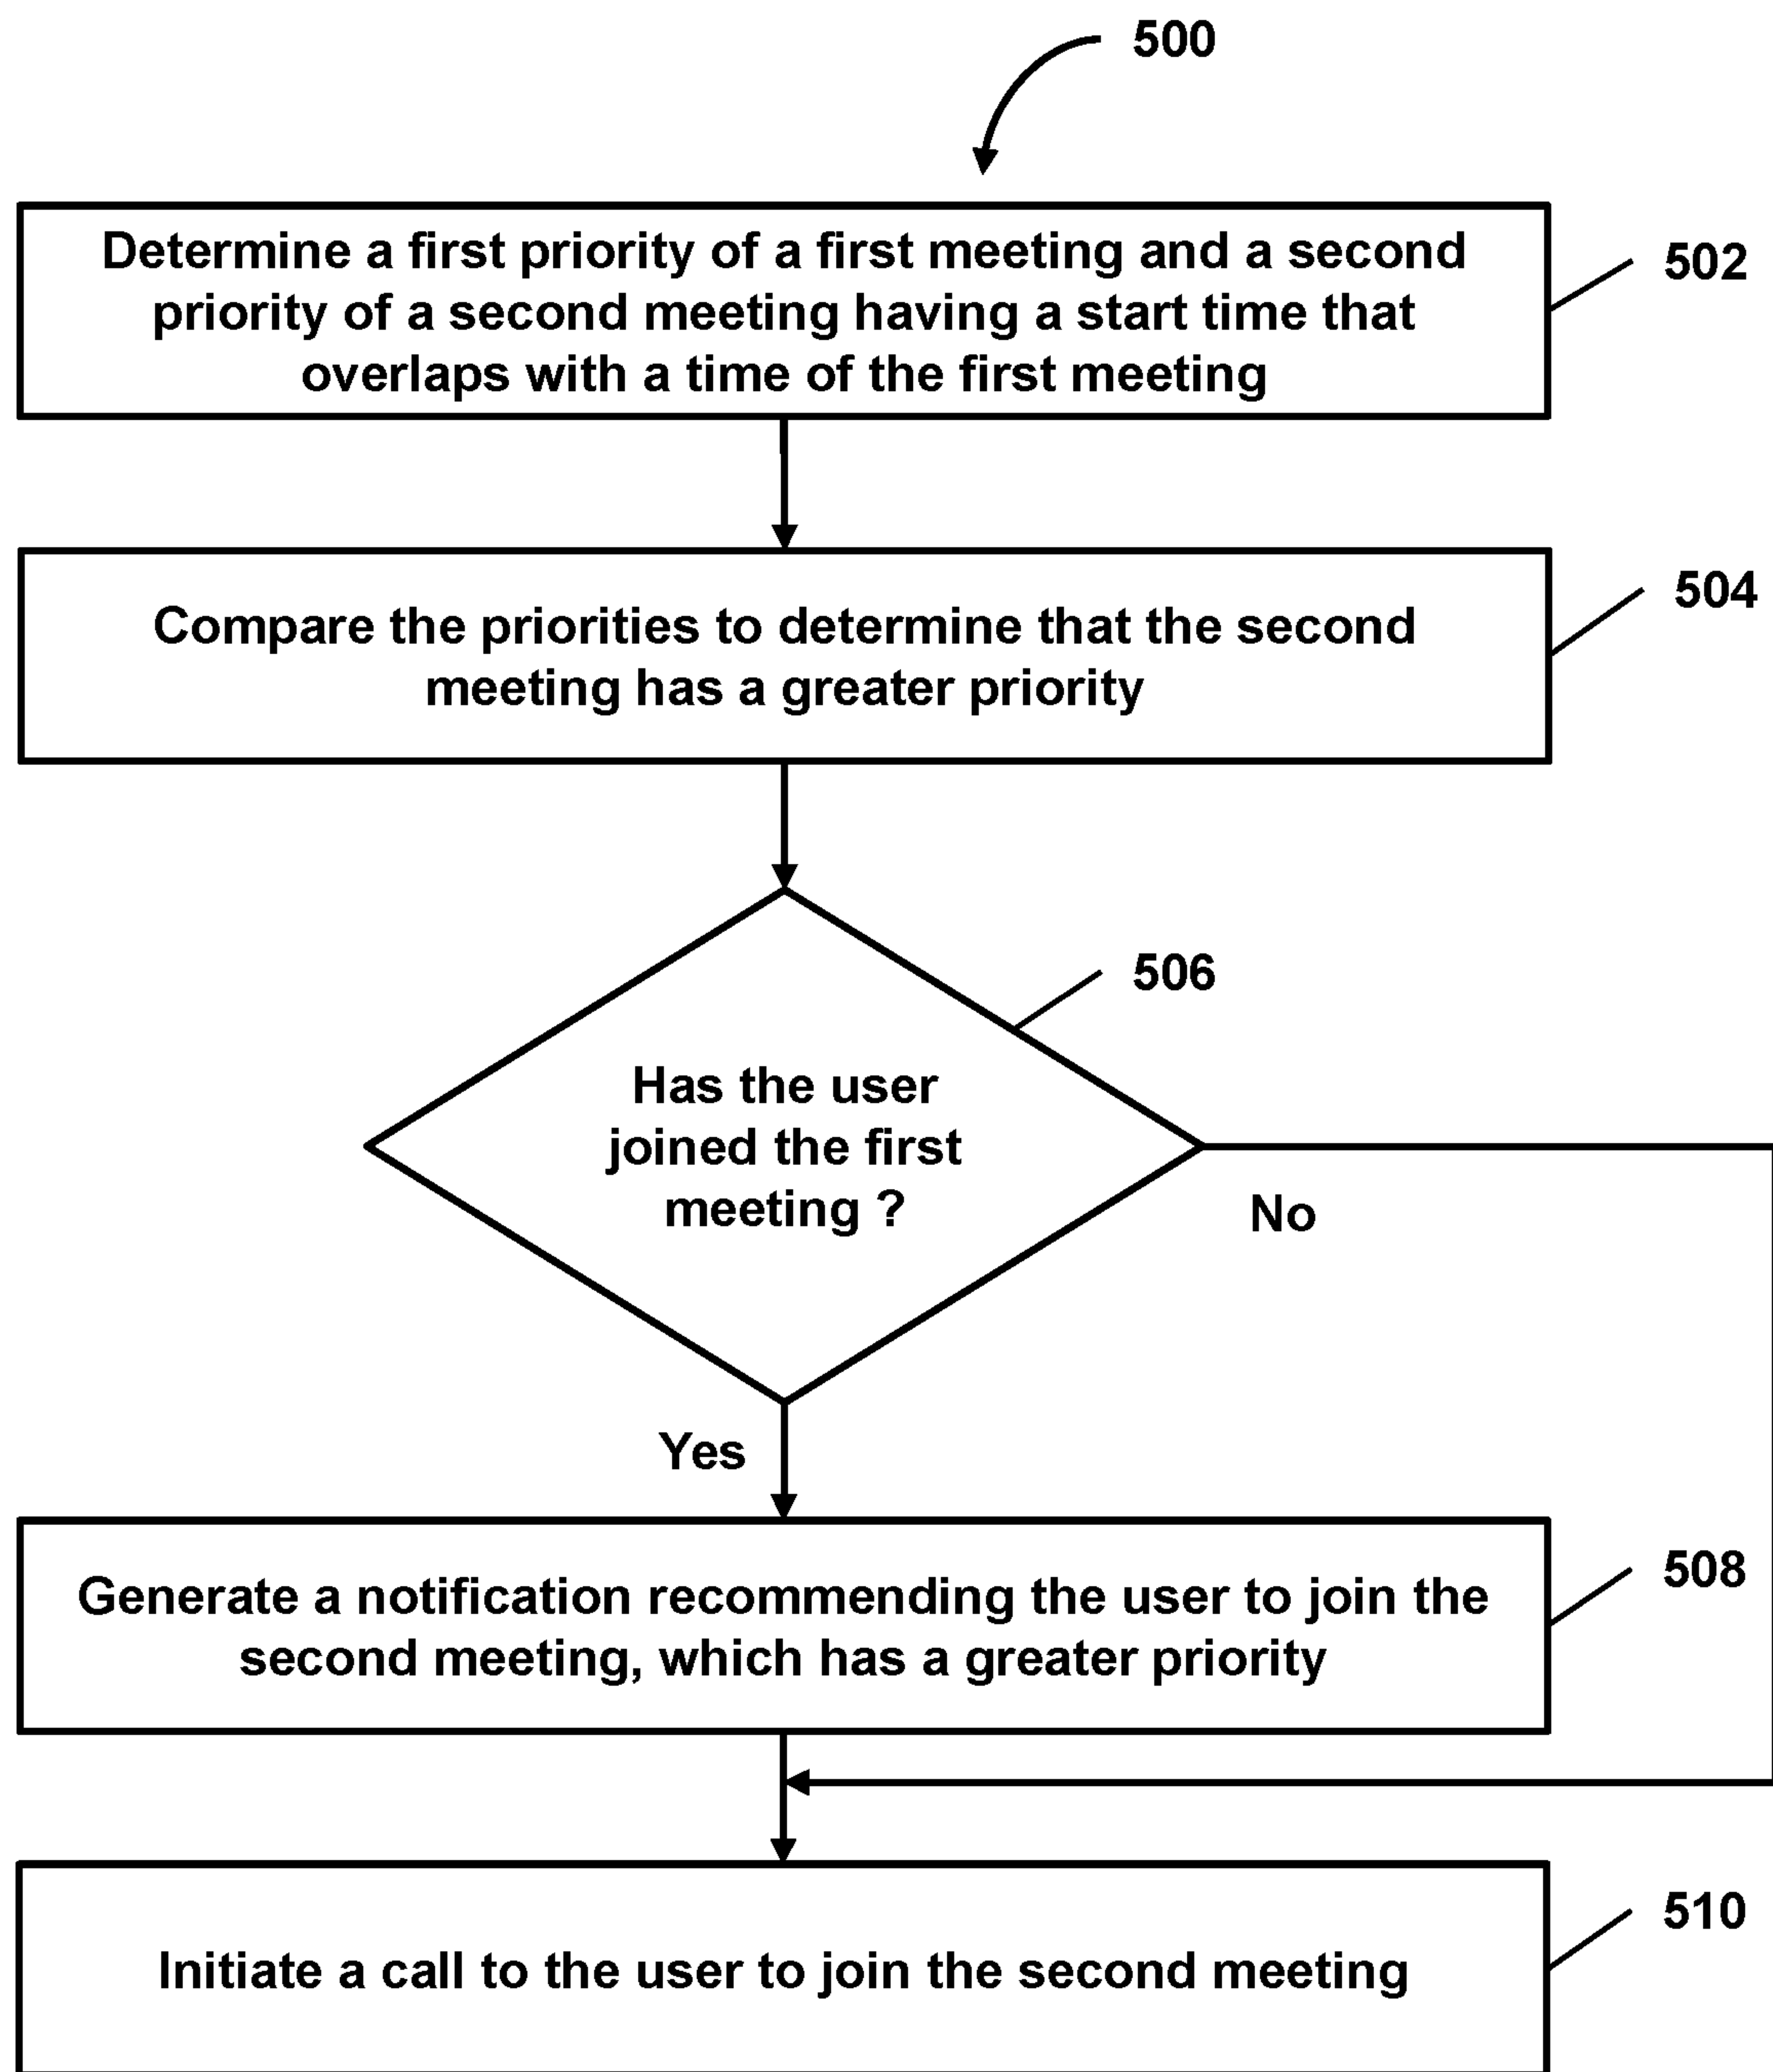 500
Determine a first priority of a first meeting and a second
priority of a second meeting having a start time that
overlaps with a time of the first meeting
502
Compare the priorities to determine that the second
meeting has a greater priority
504
506
Has the user
joined the first
meeting ?
No
Yes
Generate a notification recommending the user to join the
second meeting, which has a greater priority
508
Initiate a call to the user to join the second meeting
510